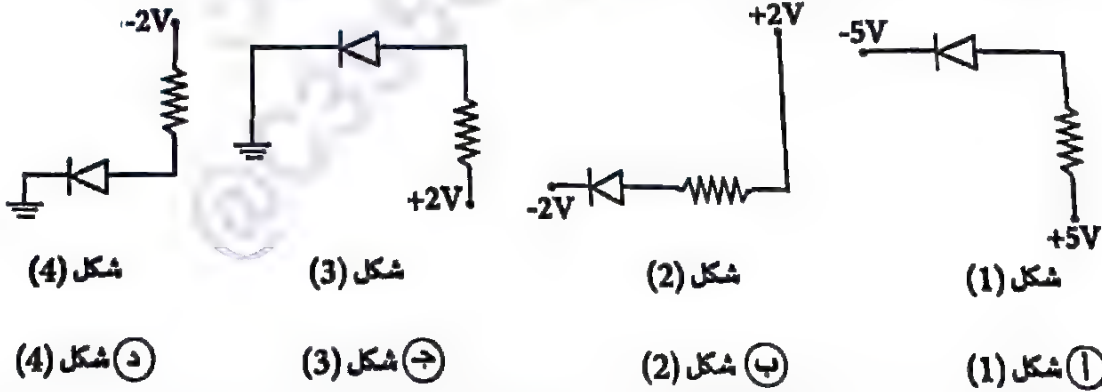 -5V
+5V
+2V
-2V
+2V
-2V
شكل (1)
شكل (2)
شكل (3)
شكل (4)
أ شكل (1)
ب شكل (2)
ج شكل (3)
د شكل (4)